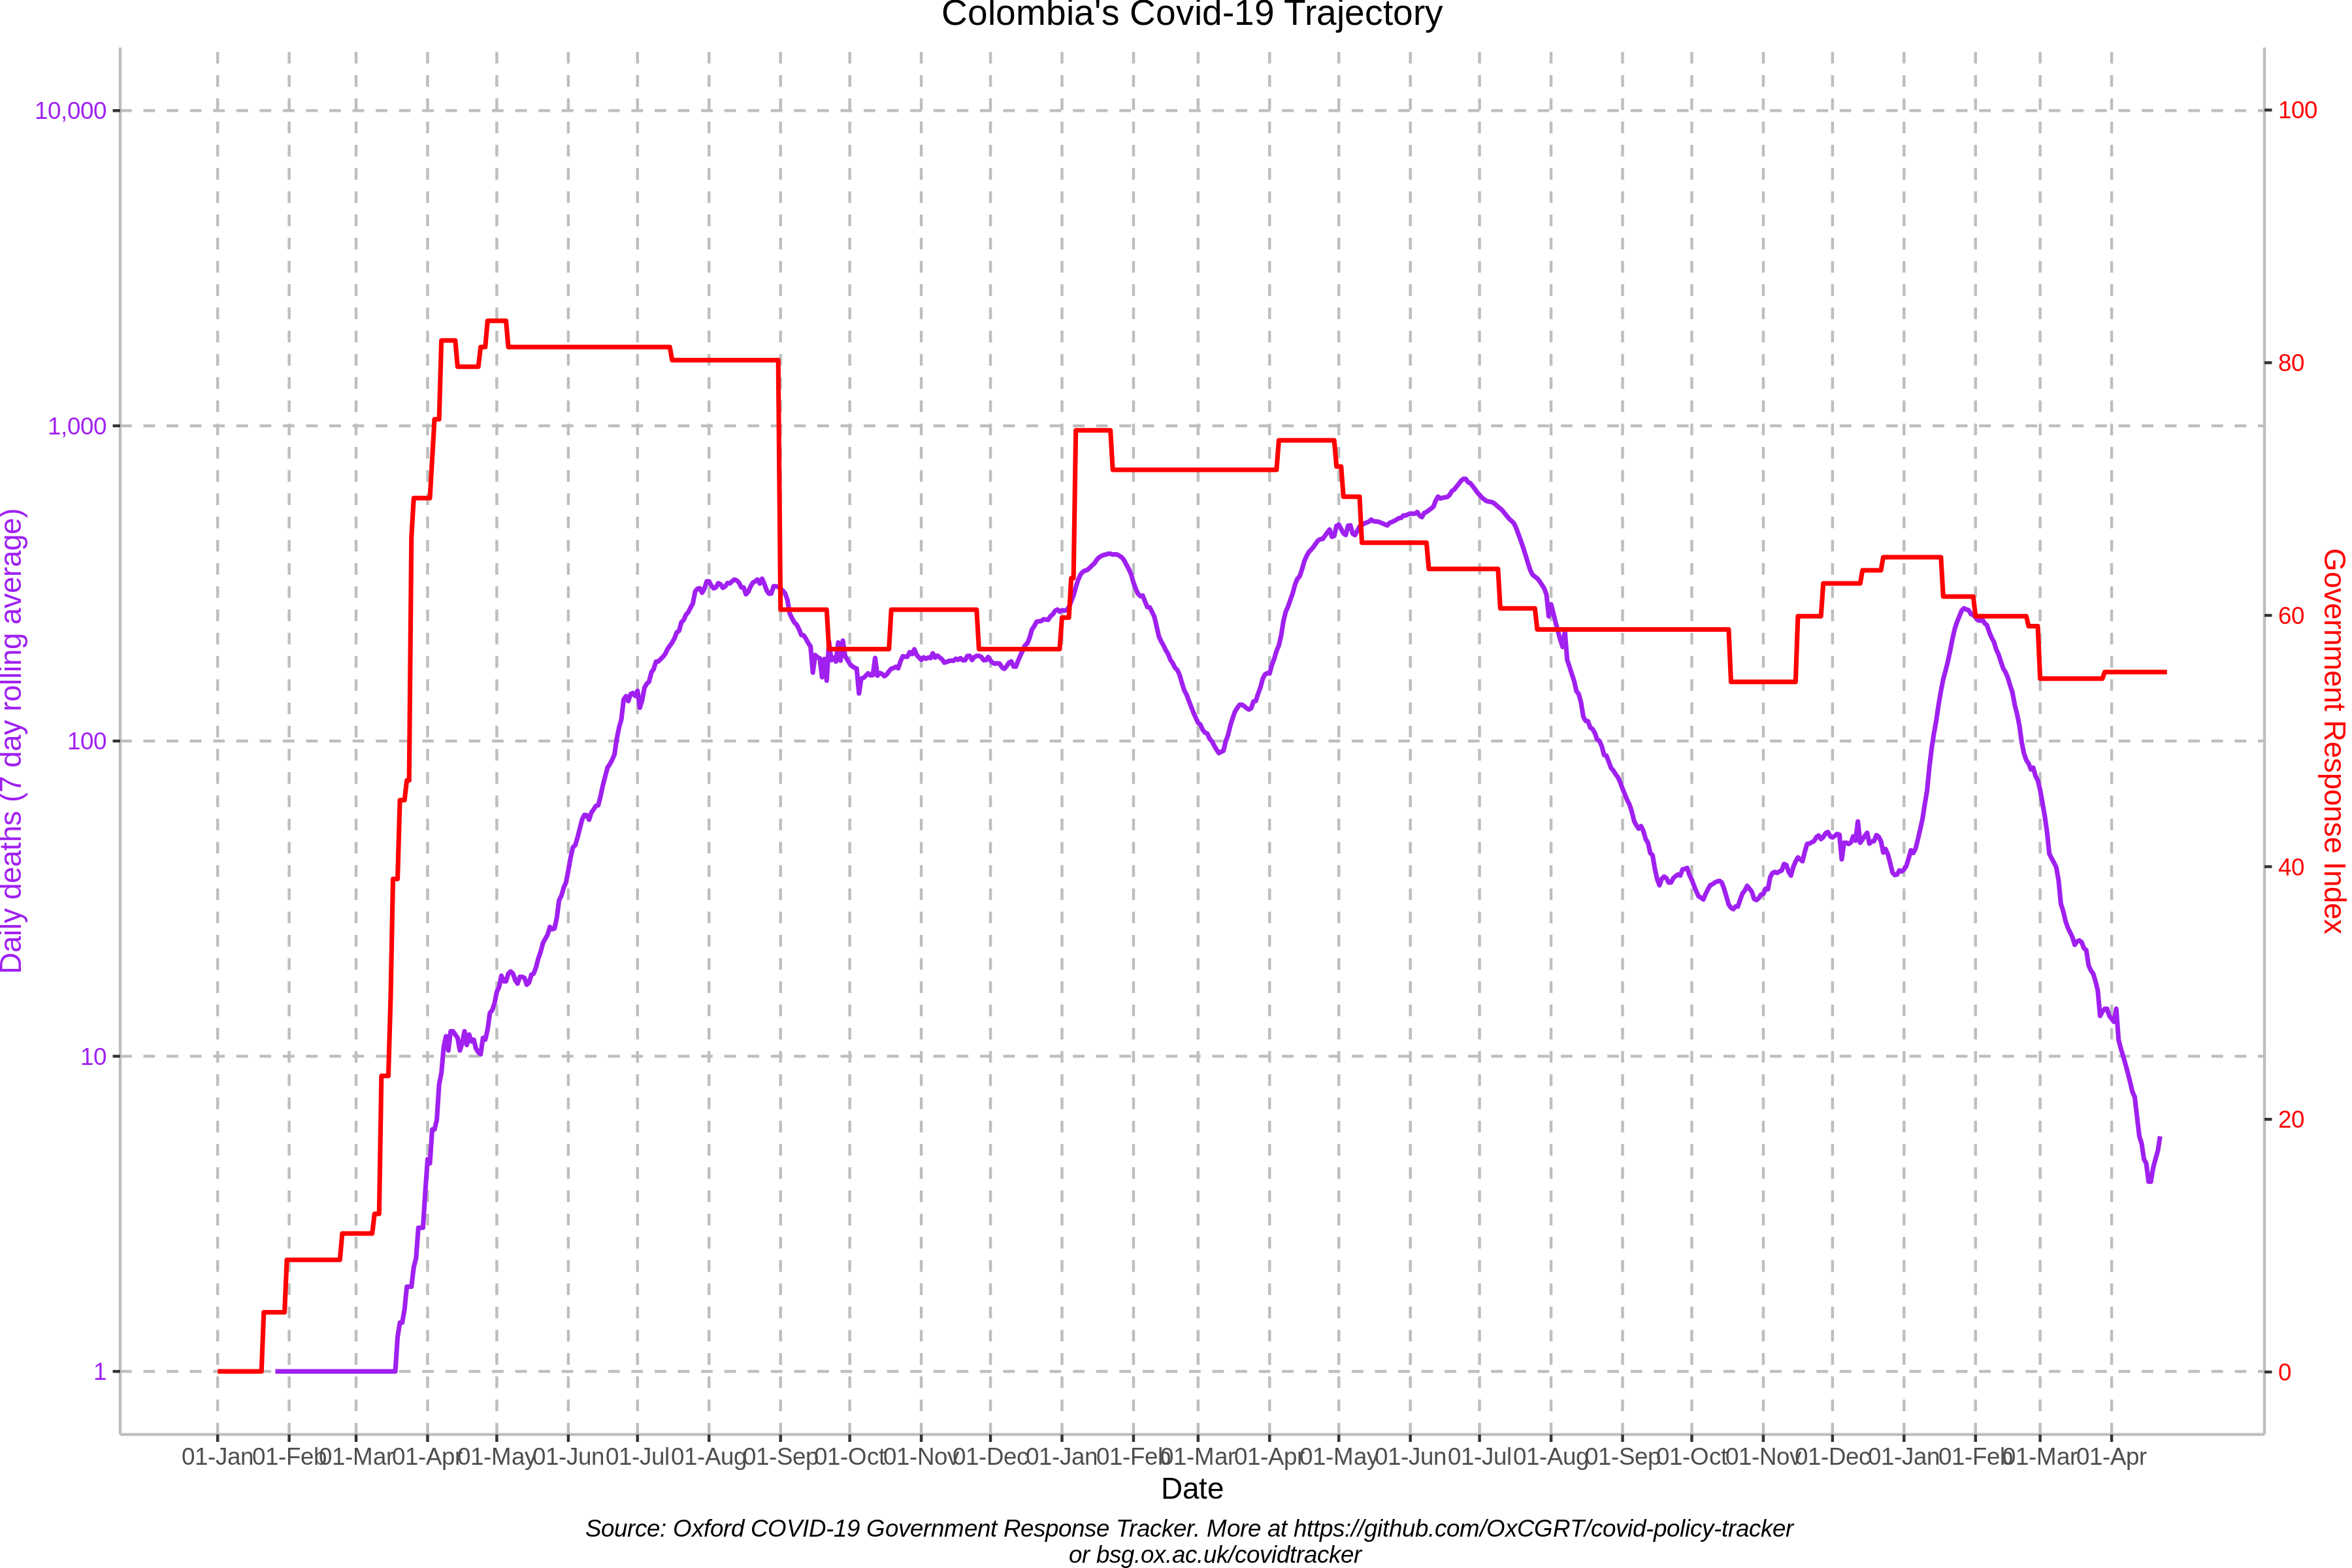 Colombia's Covid-19 Trajectory
10,000
1,000
100
10
1
Daily deaths (7 day rolling average)
100
80
60
40
20
0
Government Response Index
01-Jan 01-Feb 01-Mar 01-Apr 01-May 01-Jun 01-Jul 01-Aug 01-Sep 01-Oct 01-Nov 01-Dec 01-Jan 01-Feb 01-Mar 01-Apr 01-May 01-Jun 01-Jul 01-Aug 01-Sep 01-Oct 01-Nov 01-Dec 01-Jan 01-Feb 01-Mar 01-Apr
Date
Source: Oxford COVID-19 Government Response Tracker. More at https://github.com/OxCGRT/covid-policy-tracker
or bsg.ox.ac.uk/covidtracker